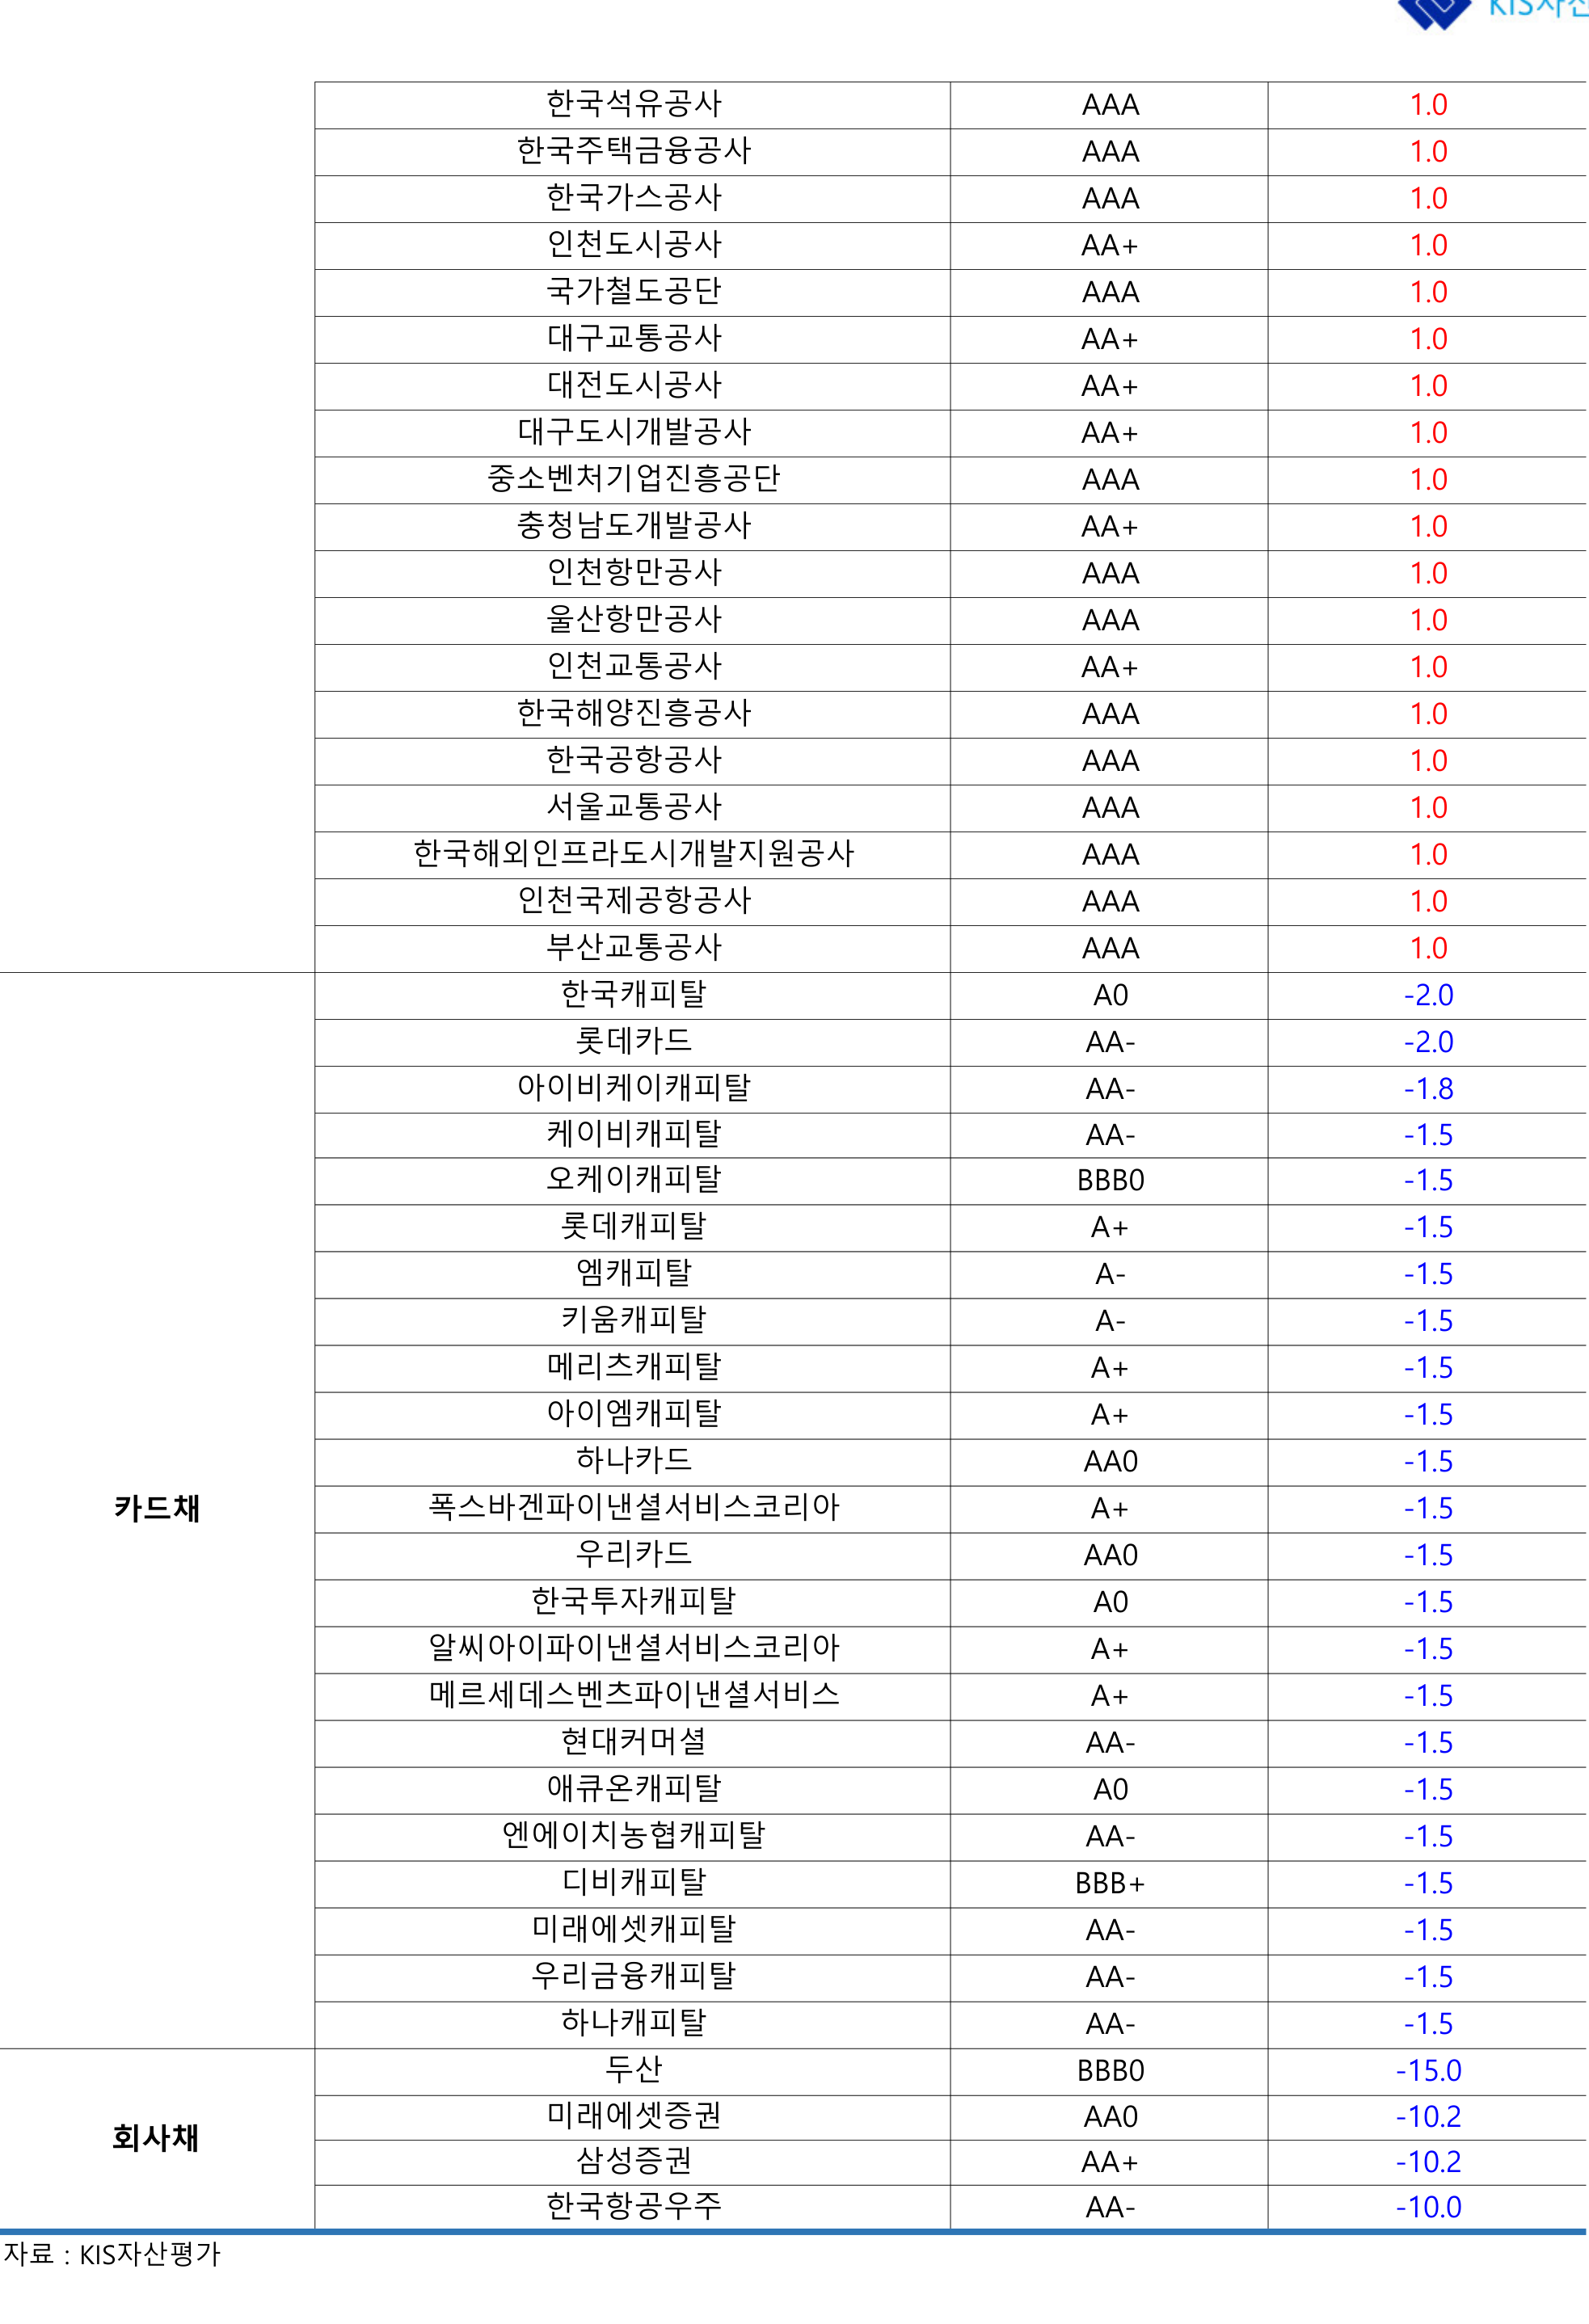 KIS자산
한국석유공사 AAA 1.0
한국주택금융공사 AAA 1.0
한국가스공사 AAA 1.0
인천도시공사 AA+ 1.0
국가철도공단 AAA 1.0
대구교통공사 AA+ 1.0
대전도시공사 AA+ 1.0
대구도시개발공사 AA+ 1.0
중소벤처기업진흥공단 AAA 1.0
충청남도개발공사 AA+ 1.0
인천항만공사 AAA 1.0
울산항만공사 AAA 1.0
인천교통공사 AA+ 1.0
한국해양진흥공사 AAA 1.0
한국공항공사 AAA 1.0
서울교통공사 AAA 1.0
한국해외인프라도시개발지원공사 AAA 1.0
인천국제공항공사 AAA 1.0
부산교통공사 AAA 1.0
한국캐피탈 A0 -2.0
롯데카드 AA- -2.0
아이비케이캐피탈 AA- -1.8
케이비캐피탈 AA- -1.5
오케이캐피탈 BBB0 -1.5
롯데캐피탈 A+ -1.5
엠캐피탈 A- -1.5
키움캐피탈 A- -1.5
메리츠캐피탈 A+ -1.5
아이엠캐피탈 A+ -1.5
하나카드 AA0 -1.5
카드채 폭스바겐파이낸셜서비스코리아 A+ -1.5
우리카드 AA0 -1.5
한국투자캐피탈 A0 -1.5
알씨아이파이낸셜서비스코리아 A+ -1.5
메르세데스벤츠파이낸셜서비스 A+ -1.5
현대커머셜 AA- -1.5
애큐온캐피탈 A0 -1.5
엔에이치농협캐피탈 AA- -1.5
디비캐피탈 BBB+ -1.5
미래에셋캐피탈 AA- -1.5
우리금융캐피탈 AA- -1.5
하나캐피탈 AA- -1.5
두산 BBB0 -15.0
회사채 미래에셋증권 AA0 -10.2
삼성증권 AA+ -10.2
한국항공우주 AA- -10.0
자료 : KIS자산평가